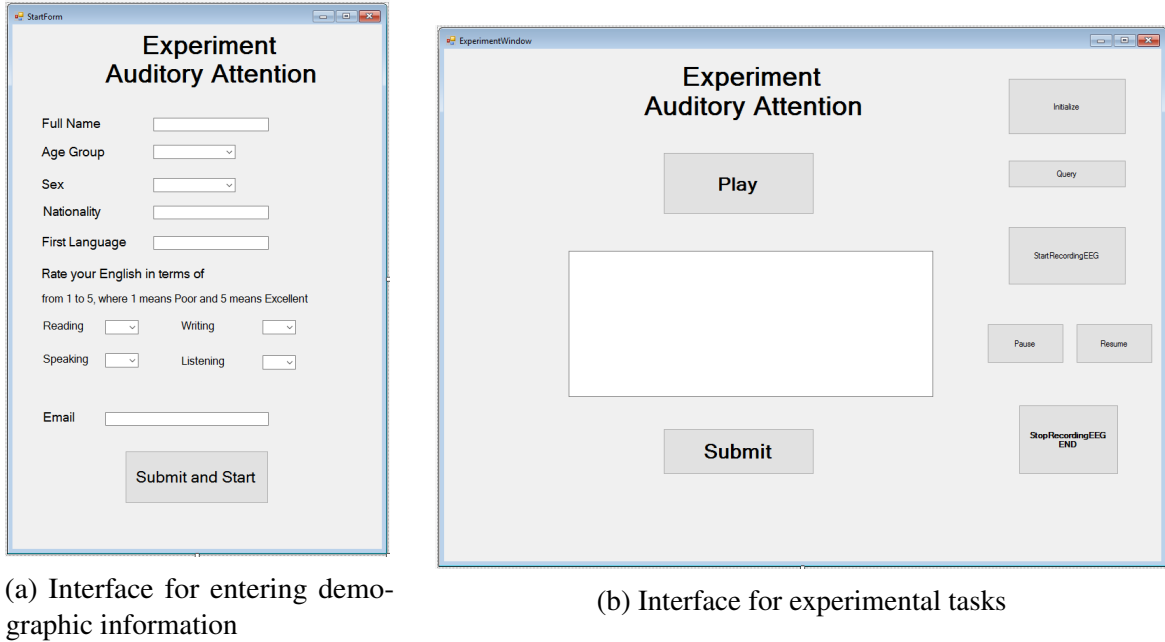 StartForm
Experiment
Auditory Attention
Full Name
Age Group
Sex
Nationality
First Language
Rate your English in terms of
from 1 to 5, where 1 means Poor and 5 means Excellent
Reading Writing
Speaking Listening
Email
Submit and Start
(a) Interface for entering demo-
graphic information
ExperimentWindow
Experiment
Auditory Attention
Play
Submit
Initialize
Query
StartRecordingEEG
Pause Resume
StopRecordingEEG
END
(b) Interface for experimental tasks